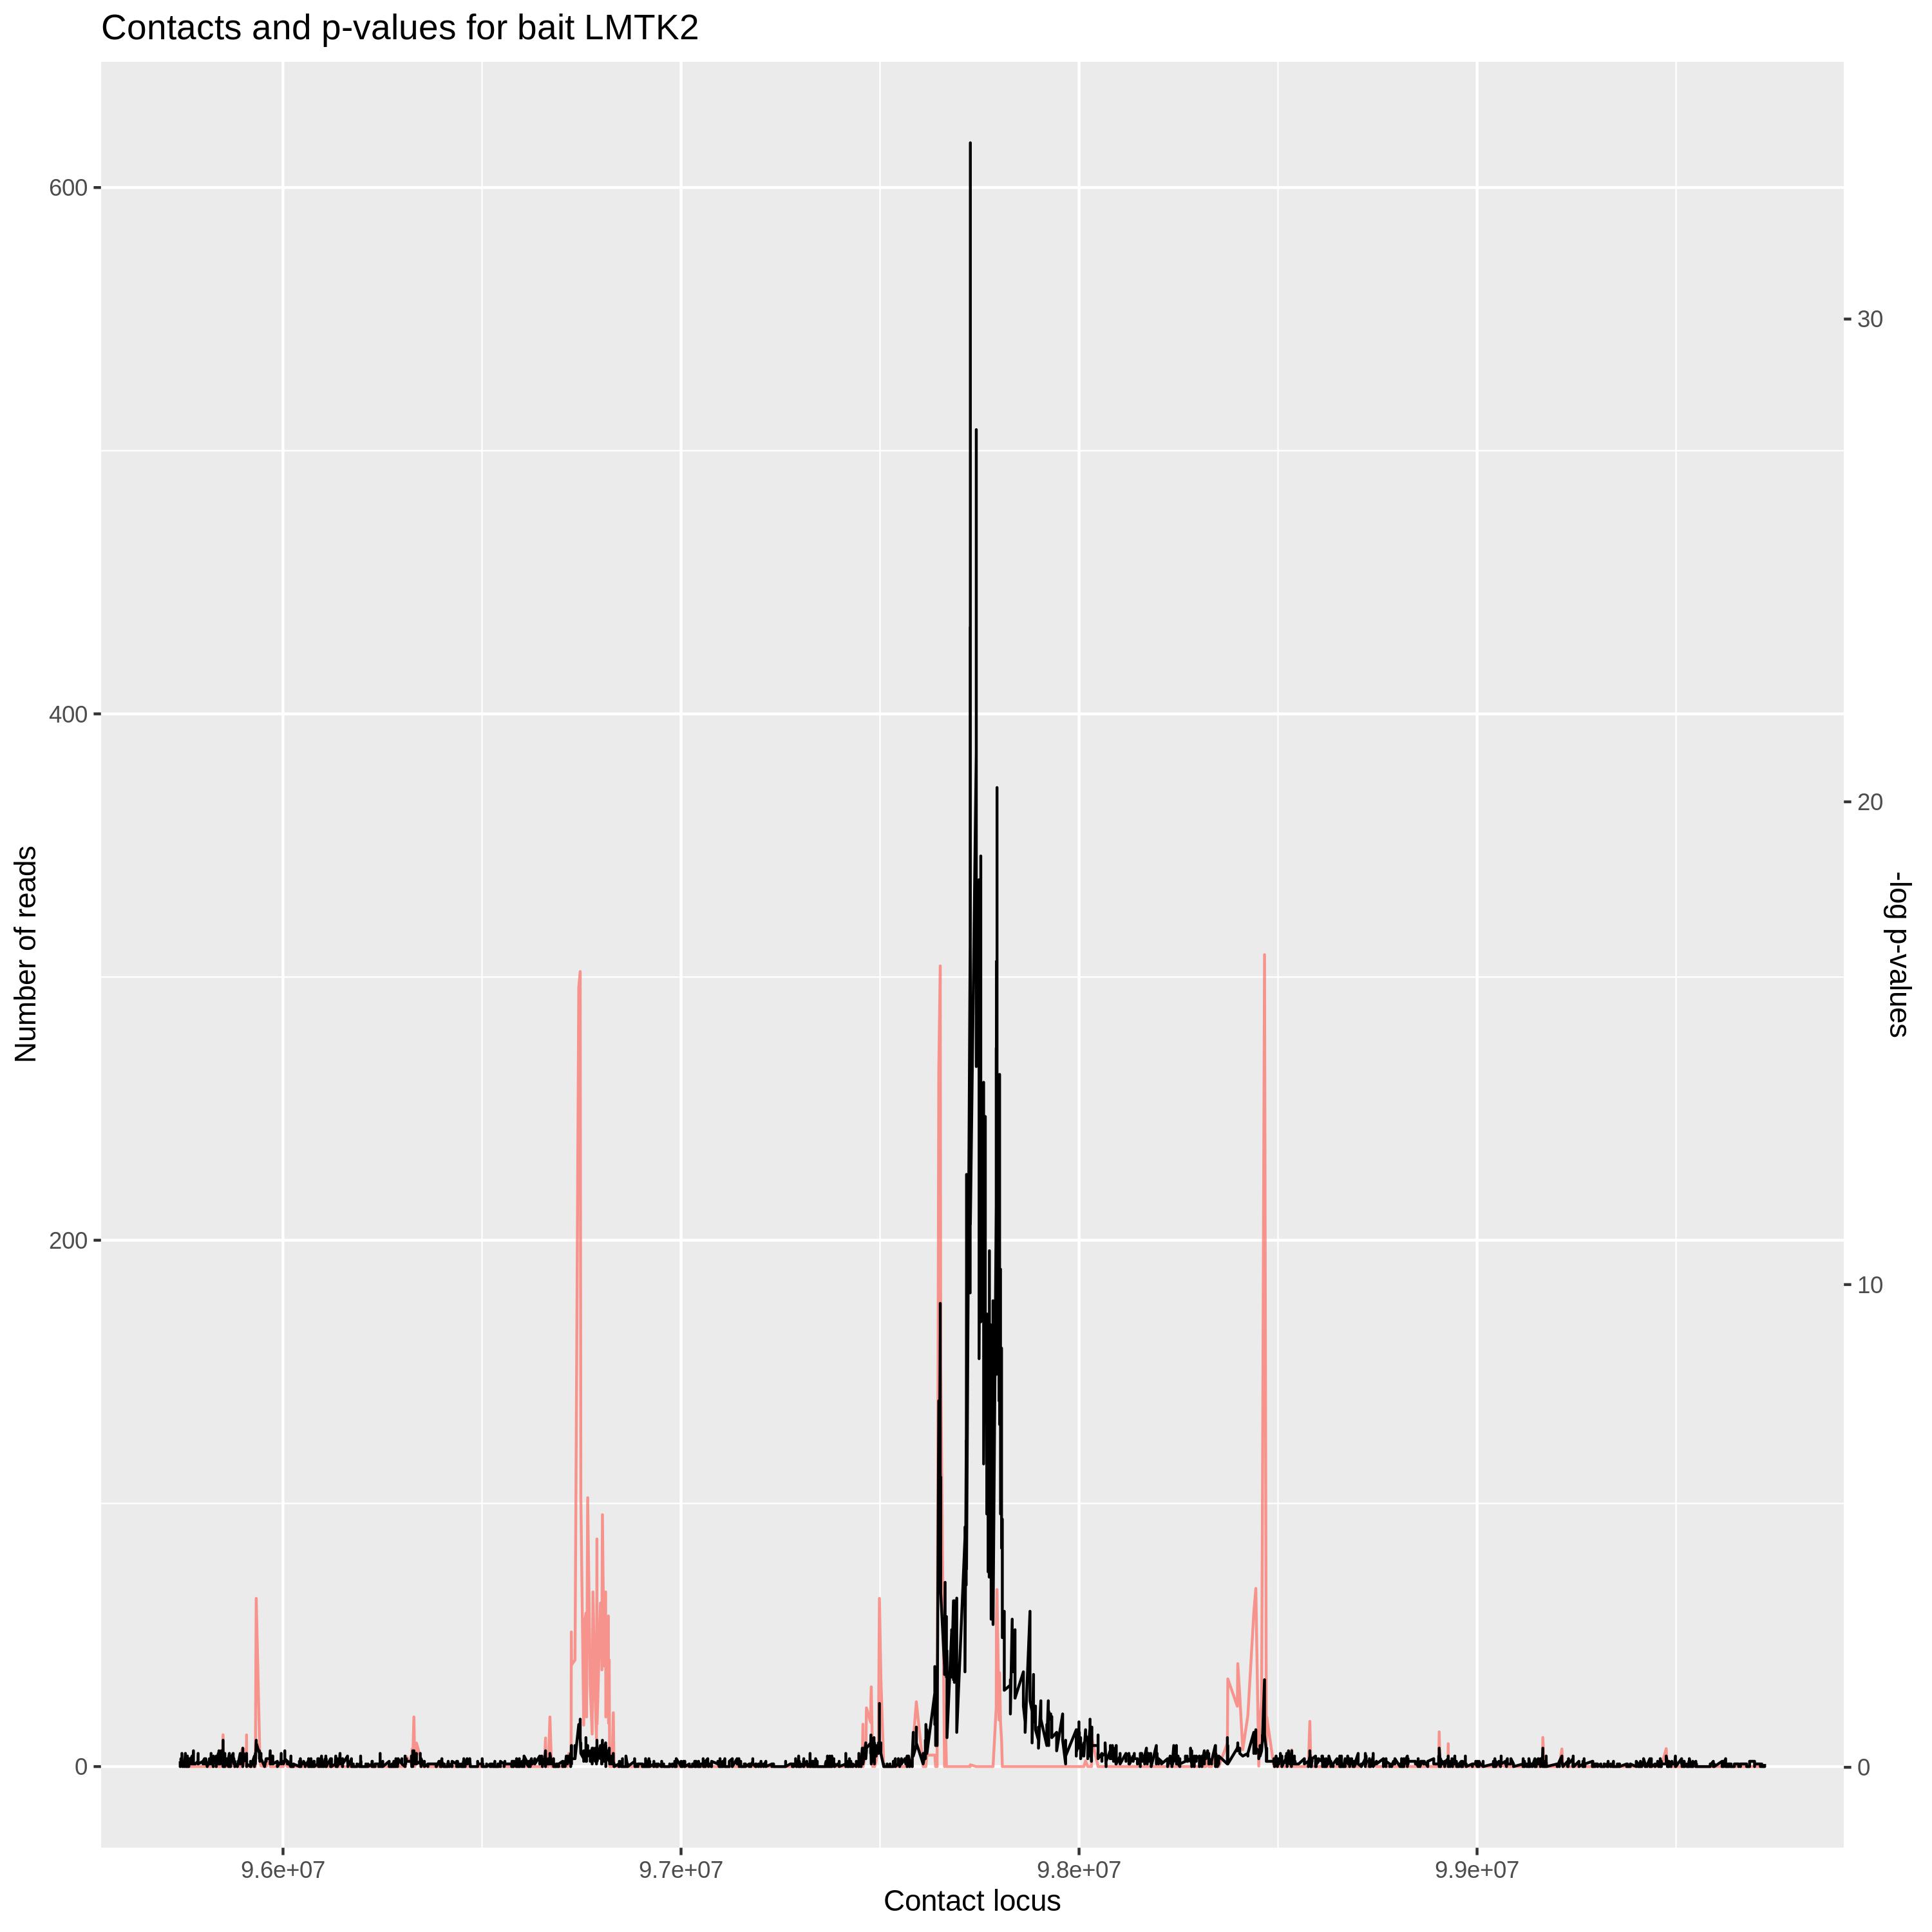 Contacts and p-values for bait LMTK2
600
400
200
0
Number of reads
30
20
10
0
-log p-values
9.6e+07 9.7e+07 9.8e+07 9.9e+07
Contact locus